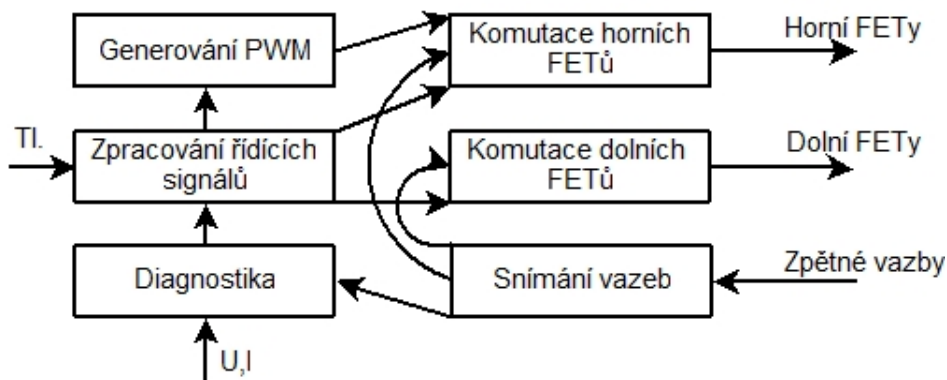 Generování PWM
Komutace horních
FETů
Horní FETy
Tl.
Zpracování řídících
signálů
Komutace dolních
FETů
Dolní FETy
Diagnostika
Snímání vazeb
Zpětné vazby
U,I